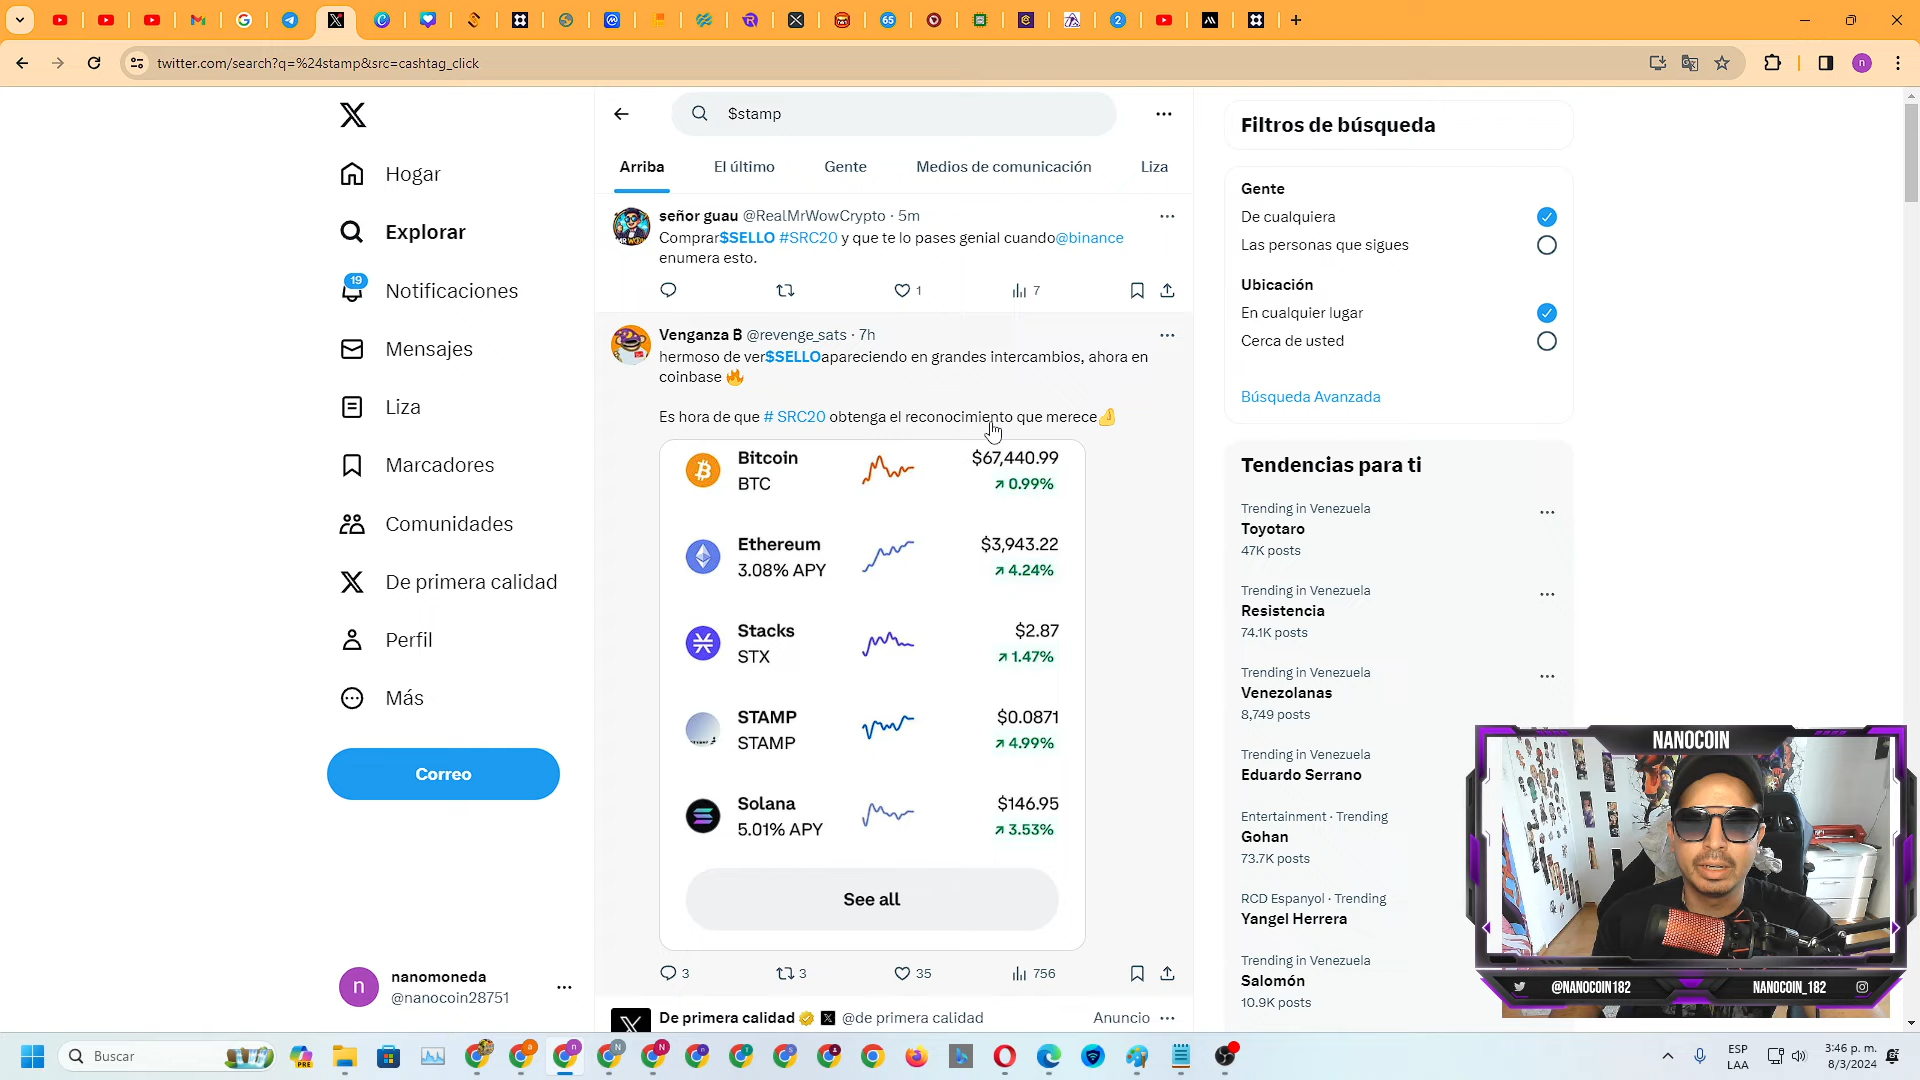 twitter.com/search?q=%24stamp&src=cashtag_click
$stamp
Arriba
El último
Gente
Medios de comunicación
Liza
Hogar
Explorar
19
Notificaciones
Mensajes
Liza
Marcadores
Comunidades
De primera calidad
Perfil
Más
Correo
nanomoneda
@nanocoin28751
señor guau @RealMrWowCrypto · 5m
Comprar$SELLO #SRC20 y que te lo pases genial cuando@binance
enumera esto.
1
7
Venganza B @revenge_sats · 7h
hermoso de ver$SELLOapareciendo en grandes intercambios, ahora en
coinbase
Es hora de que # SRC20 obtenga el reconocimiento que merece
Bitcoin
BTC
$67,440.99
↗ 0.99%
Ethereum
3.08% APY
$3,943.22
↗ 4.24%
Stacks
STX
$2.87
↗ 1.47%
STAMP
STAMP
$0.0871
↗ 4.99%
Solana
5.01% APY
$146.95
↗ 3.53%
See all
3
3
35
756
De primera calidad @de primera calidad
Anuncio
Filtros de búsqueda
Gente
De cualquiera
Las personas que sigues
Ubicación
En cualquier lugar
Cerca de usted
Búsqueda Avanzada
Tendencias para ti
Trending in Venezuela
Toyotaro
47K posts
Trending in Venezuela
Resistencia
74.1K posts
Trending in Venezuela
Venezolanas
8,749 posts
Trending in Venezuela
Eduardo Serrano
Entertainment · Trending
Gohan
73.7K posts
RCD Espanyol · Trending
Yangel Herrera
Trending in Venezuela
Salomón
10.9K posts
NANOCOIN
@NANOCOIN182
NANOCOIN_182
Buscar
ESP
LAA
3:46 p. m.
8/3/2024